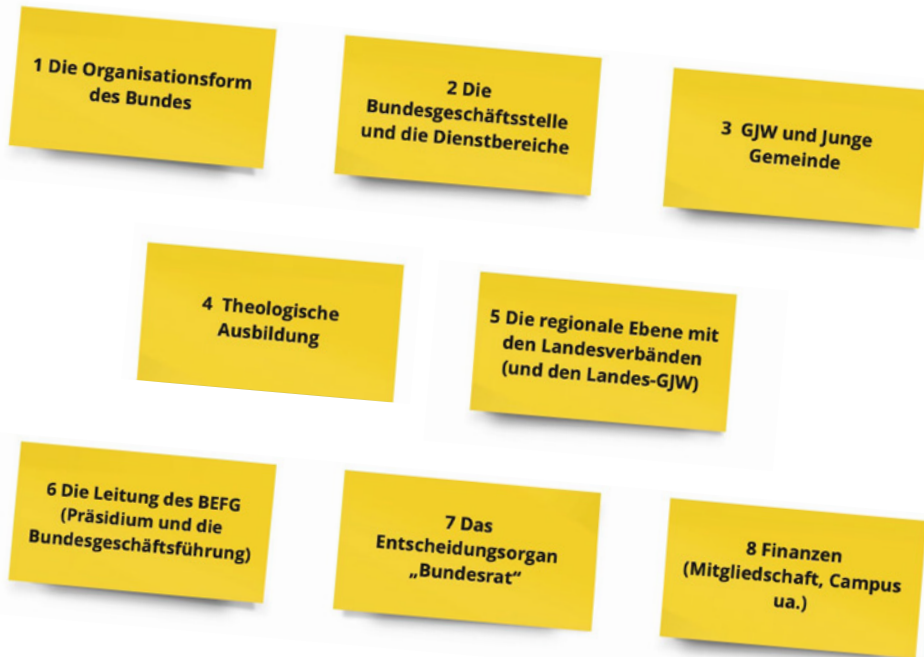 1 Die Organisationsform
des Bundes
2 Die
Bundesgeschäftsstelle
und die Dienstbereiche
3 GJW und Junge
Gemeinde
4 Theologische
Ausbildung
5 Die regionale Ebene mit
den Landesverbänden
(und den Landes-GJW)
6 Die Leitung des BEFG
(Präsidium und die
Bundesgeschäftsführung)
7 Das
Entscheidungsorgan
„Bundesrat“
8 Finanzen
(Mitgliedschaft, Campus
ua.)